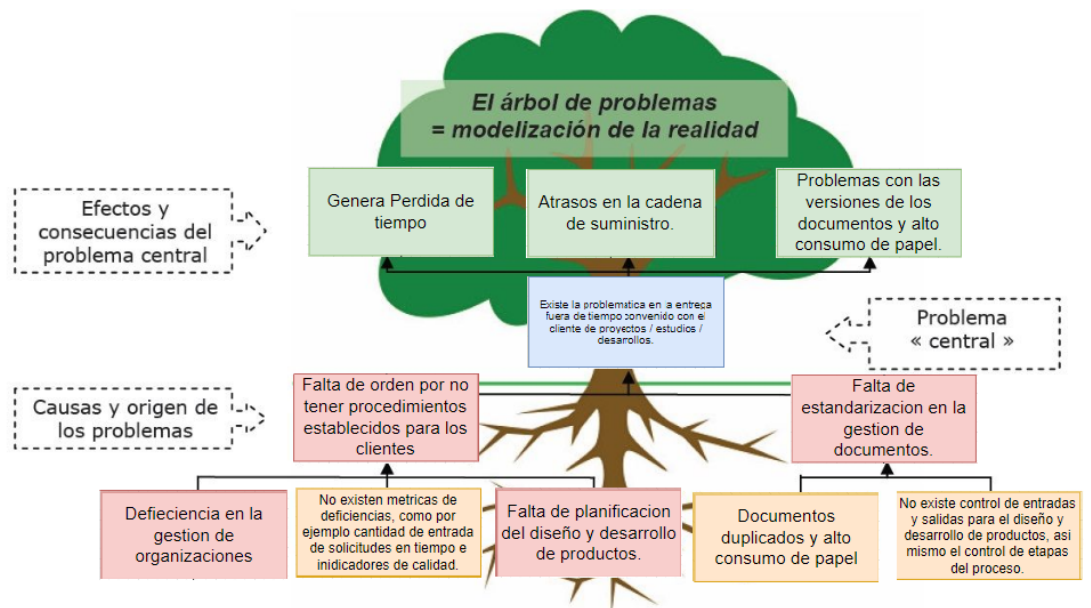 El árbol de problemas
= modelización de la realidad
Efectos y
consecuencias del
problema central
Genera Perdida de
tiempo
Atrasos en la cadena
de suministro.
Problemas con las
versiones de los
documentos y alto
consumo de papel.
Existe la problematica en la entrega
fuera de tiempo convenido con el
cliente de proyectos / estudios /
desarollos.
Problema
« central »
Causas y origen de
los problemas
Falta de orden por no
tener procedimientos
establecidos para los
clientes
Falta de
estandarizacion en la
gestion de
documentos.
Defieciencia en la
gestion de
organizaciones
No existen metricas de
deficiencias, como por
ejemplo cantidad de entrada
de solicitudes en tiempo e
inidicadores de calidad.
Falta de planificacion
del diseño y desarrollo
de productos.
Documentos
duplicados y alto
consumo de papel
No existe control de entradas
y salidas para el diseño y
desarrollo de productos, asi
mismo el control de etapas
del proceso.